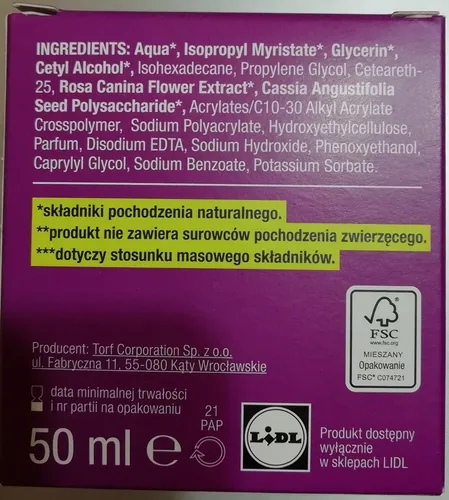 INGREDIENTS: Aqua*, Isopropyl Myristate*, Glycerin*,
Cetyl Alcohol*, Isohexadecane, Propylene Glycol, Ceteareth-
25, Rosa Canina Flower Extract*, Cassia Angustifolia
Seed Polysaccharide*, Acrylates/C10-30 Alkyl Acrylate
Crosspolymer, Sodium Polyacrylate, Hydroxyethylcellulose,
Parfum, Disodium EDTA, Sodium Hydroxide, Phenoxyethanol,
Caprylyl Glycol, Sodium Benzoate, Potassium Sorbate.
*składniki pochodzenia naturalnego.
**produkt nie zawiera surowców pochodzenia zwierzęcego.
***dotyczy stosunku masowego składników.
FSC
www.fsc.org
MIESZANY
Opakowanie
FSC® C074721
Producent: Torf Corporation Sp. z o.o.
ul. Fabryczna 11, 55-080 Kąty Wrocławskie
data minimalnej trwałości
i nr partii na opakowaniu
21
PAP
50 ml e
LIDL
Produkt dostępny
wyłącznie
w sklepach LIDL